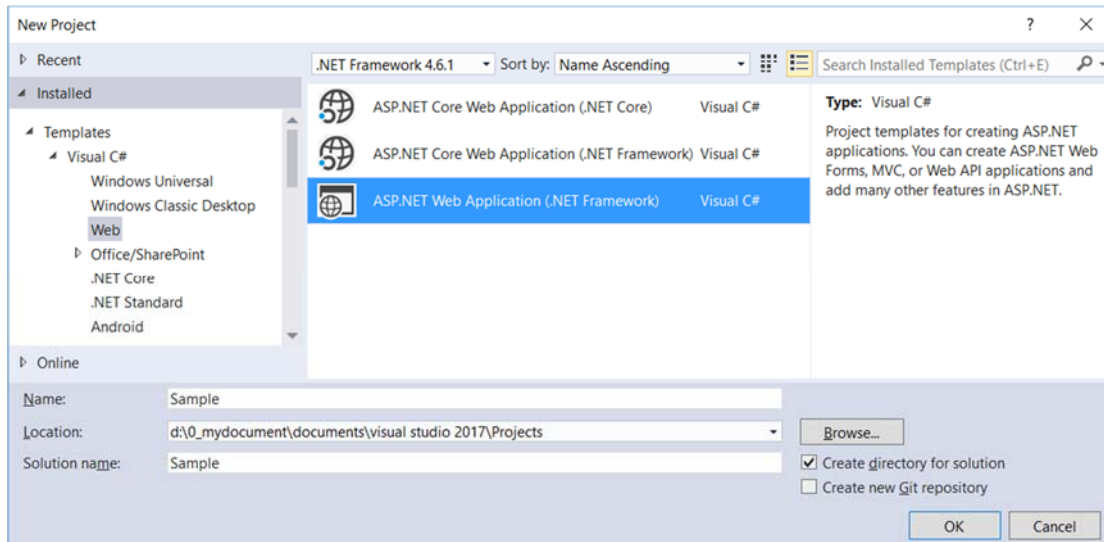 New Project ?
Recent
.NET Framework 4.6.1 Sort by: Name Ascending Search Installed Templates (Ctrl+E)
Installed
Templates
Visual C#
Windows Universal
Windows Classic Desktop
Web
Office/SharePoint
.NET Core
.NET Standard
Android
Online
ASP.NET Core Web Application (.NET Core) Visual C#
ASP.NET Core Web Application (.NET Framework) Visual C#
ASP.NET Web Application (.NET Framework) Visual C#
Type: Visual C#
Project templates for creating ASP.NET
applications. You can create ASP.NET Web
Forms, MVC, or Web API applications and
add many other features in ASP.NET.
Name: Sample
Location: d:\0_mydocument\documents\visual studio 2017\Projects Browse...
Solution name: Sample
Create directory for solution
Create new Git repository
OK Cancel